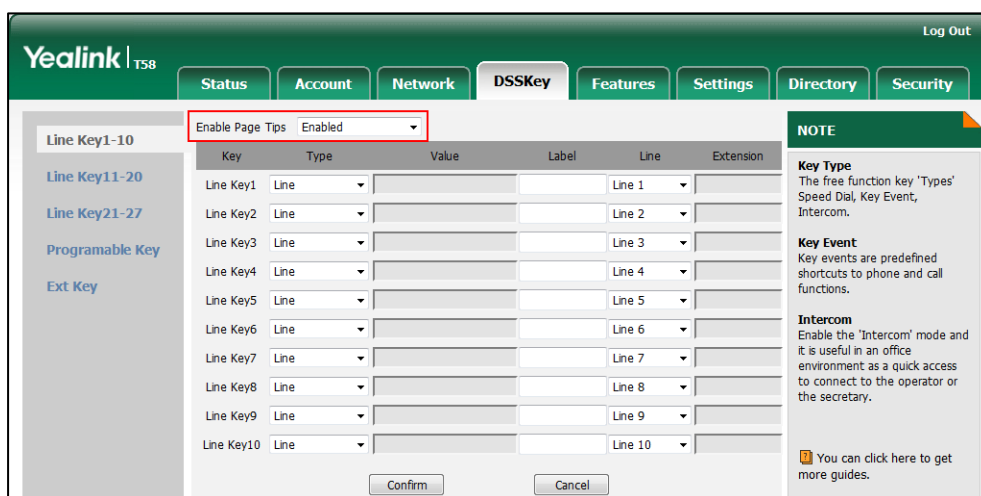 Log Out
Yealink | T58
Status Account Network DSSKey Features Settings Directory Security
Line Key1-10
Line Key11-20
Line Key21-27
Programable Key
Ext Key
Enable Page Tips Enabled
Key Type Value Label Line Extension
Line Key1 Line Line 1
Line Key2 Line Line 2
Line Key3 Line Line 3
Line Key4 Line Line 4
Line Key5 Line Line 5
Line Key6 Line Line 6
Line Key7 Line Line 7
Line Key8 Line Line 8
Line Key9 Line Line 9
Line Key10 Line Line 10
Confirm Cancel
NOTE
Key Type
The free function key 'Types'
Speed Dial, Key Event,
Intercom.
Key Event
Key events are predefined
shortcuts to phone and call
functions.
Intercom
Enable the 'Intercom' mode and
it is useful in an office
environment as a quick access
to connect to the operator or
the secretary.
? You can click here to get
more guides.